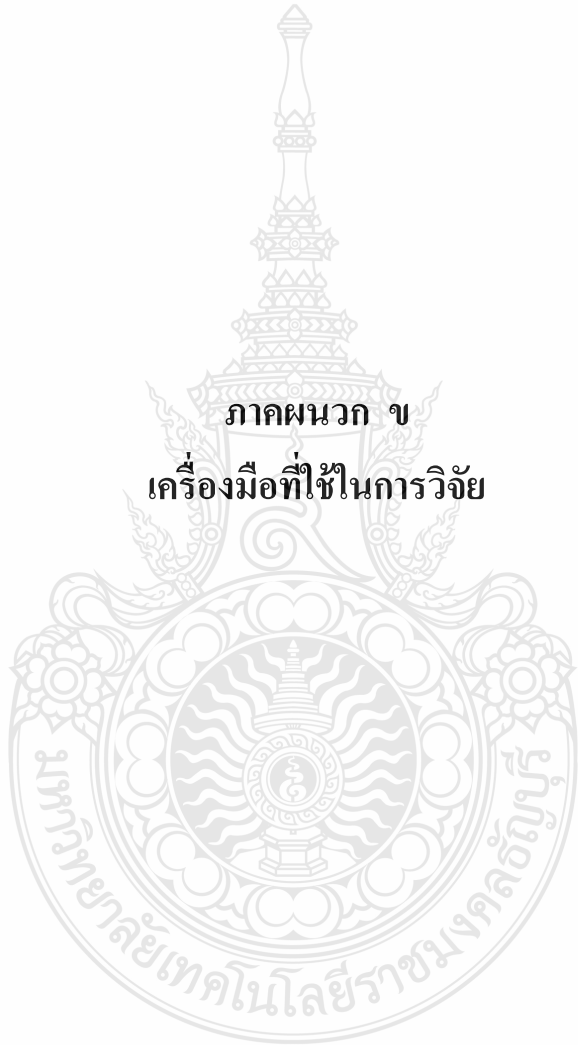 ภาคผนวก ข
เครื่องมือที่ใช้ในการวิจัย
มหาวิทยาลัยเทคโนโลยีราชมงคลธัญบุรี